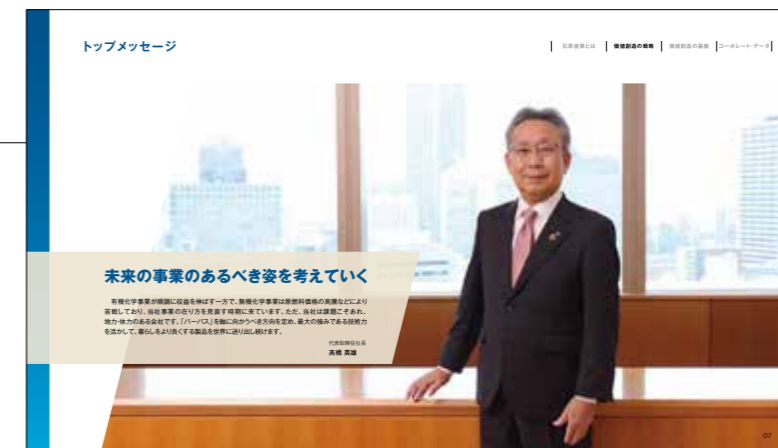 トップメッセージ
石原産業とは
価値創造の戦略
価値創造の基盤
コーポレート・データ
未来の事業のあるべき姿を考えていく
有機化学事業が順調に収益を伸ばす一方で、無機化学事業は原燃料価格の高騰などにより
苦戦しており、当社事業の在り方を見直す時期に来ています。ただ、当社は課題こそあれ、
地力・体力のある会社です。「パーパス」を軸に向かうべき方向を定め、最大の強みである技術力
を活かして、暮らしをより良くする製品を世界に送り出し続けます。
代表取締役社長
髙橋 英雄
07